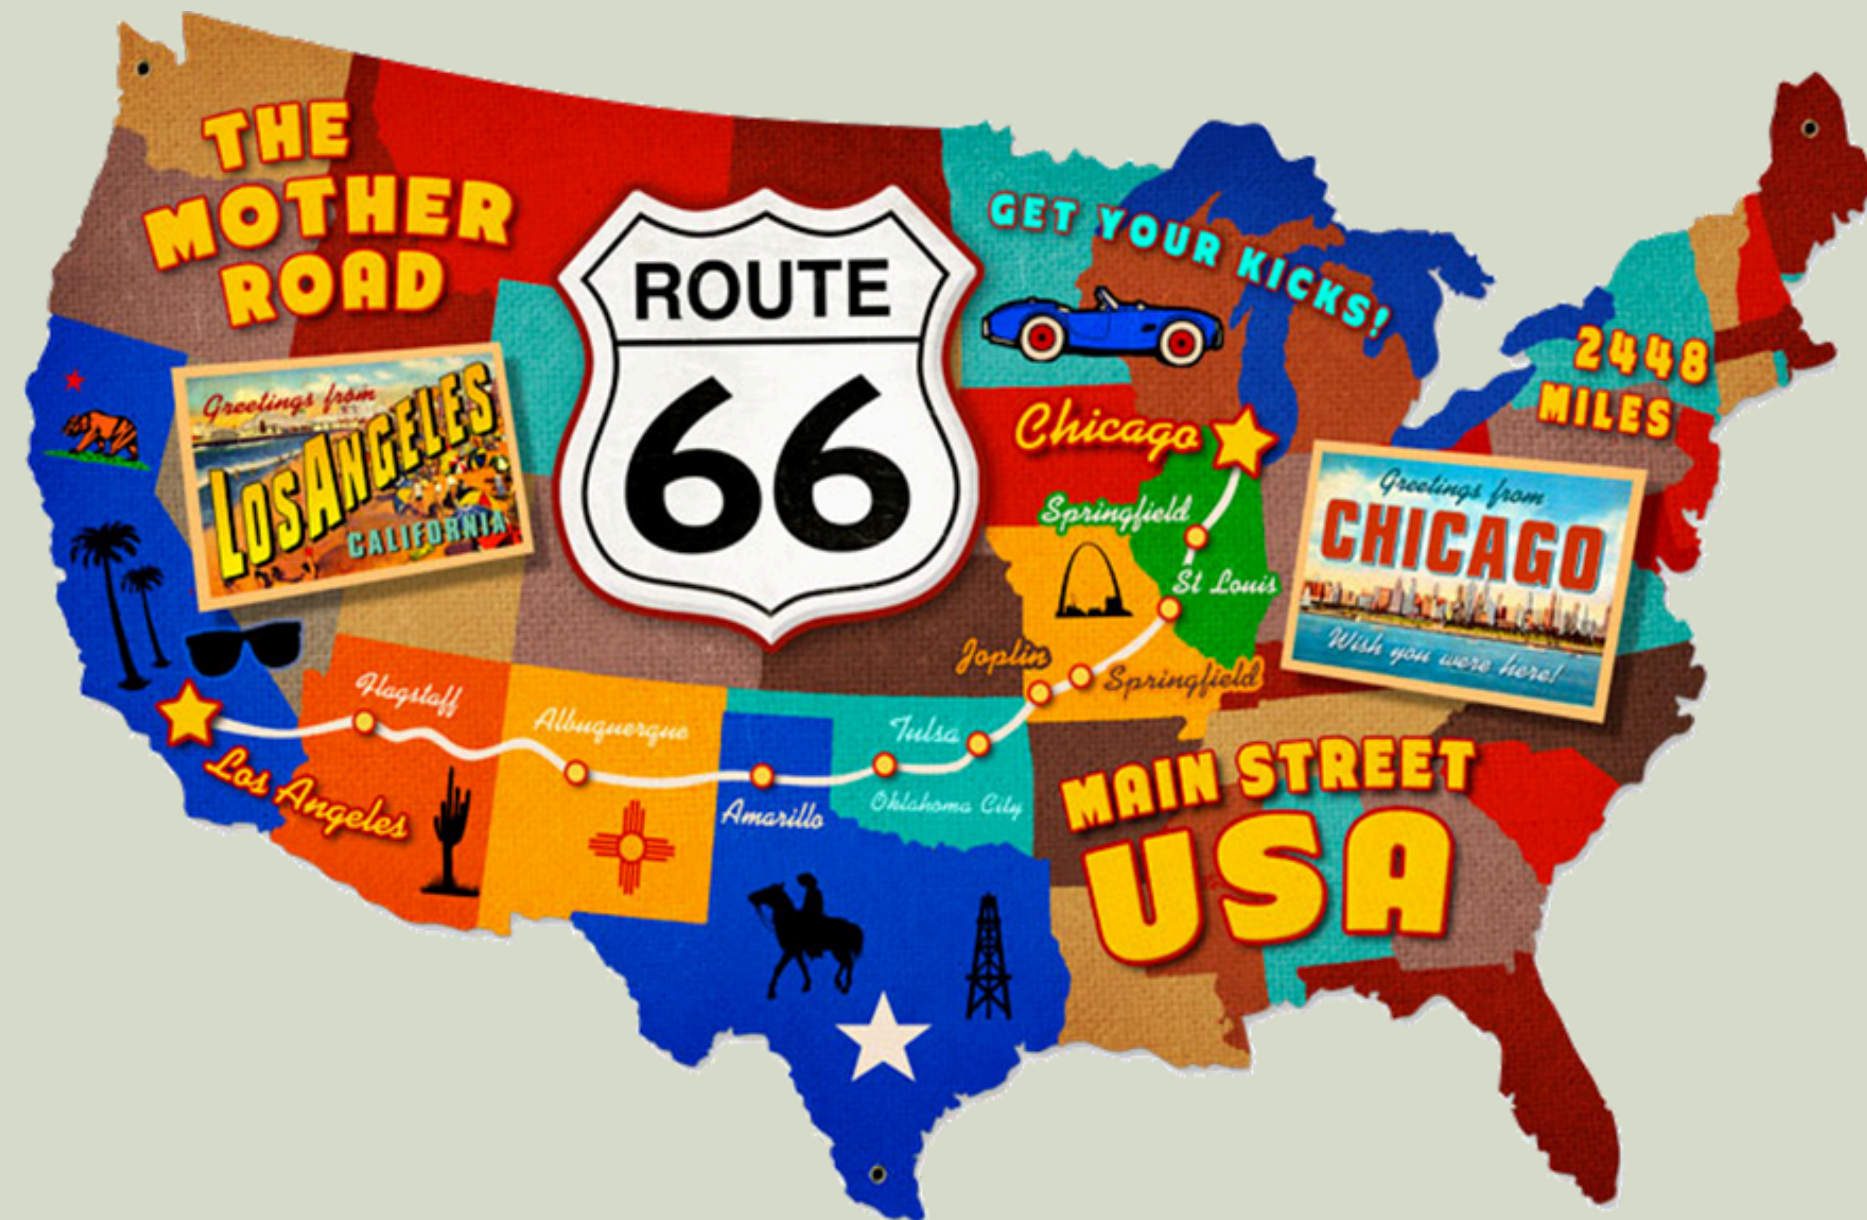 THE
MOTHER
ROAD
ROUTE
66
GET YOUR KICKS!
2448
MILES
Greetings from
LOS ANGELES
CALIFORNIA
Chicago
Greetings from
CHICAGO
Wish you were here!
Springfield
St Louis
Joplin
Springfield
Flagstaff
Albuquerque
Tulsa
Los Angeles
Amarillo
Oklahoma City
MAIN STREET
USA